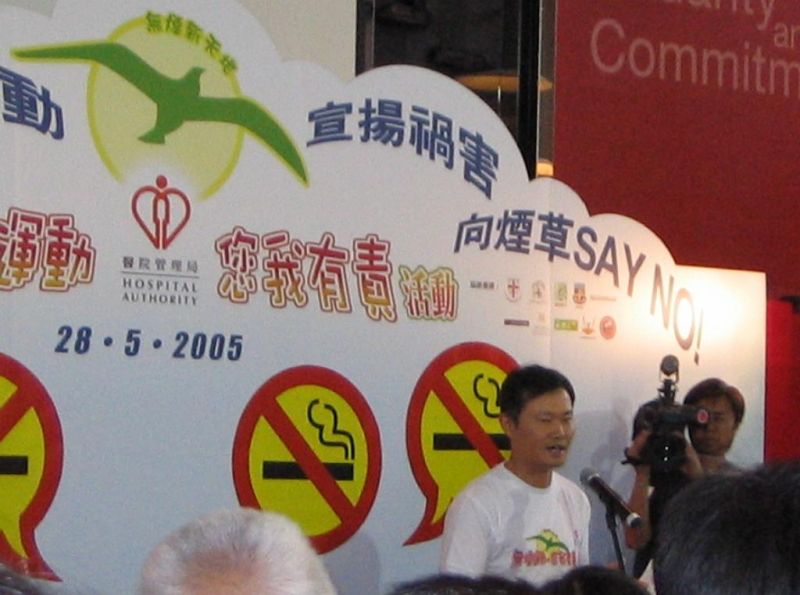 無煙新天地
and
Commitm
動
宣揚禍害
向煙草SAY NO!
運動
醫院管理局
HOSPITAL
AUTHORITY
您我有責活動
28·5·2005